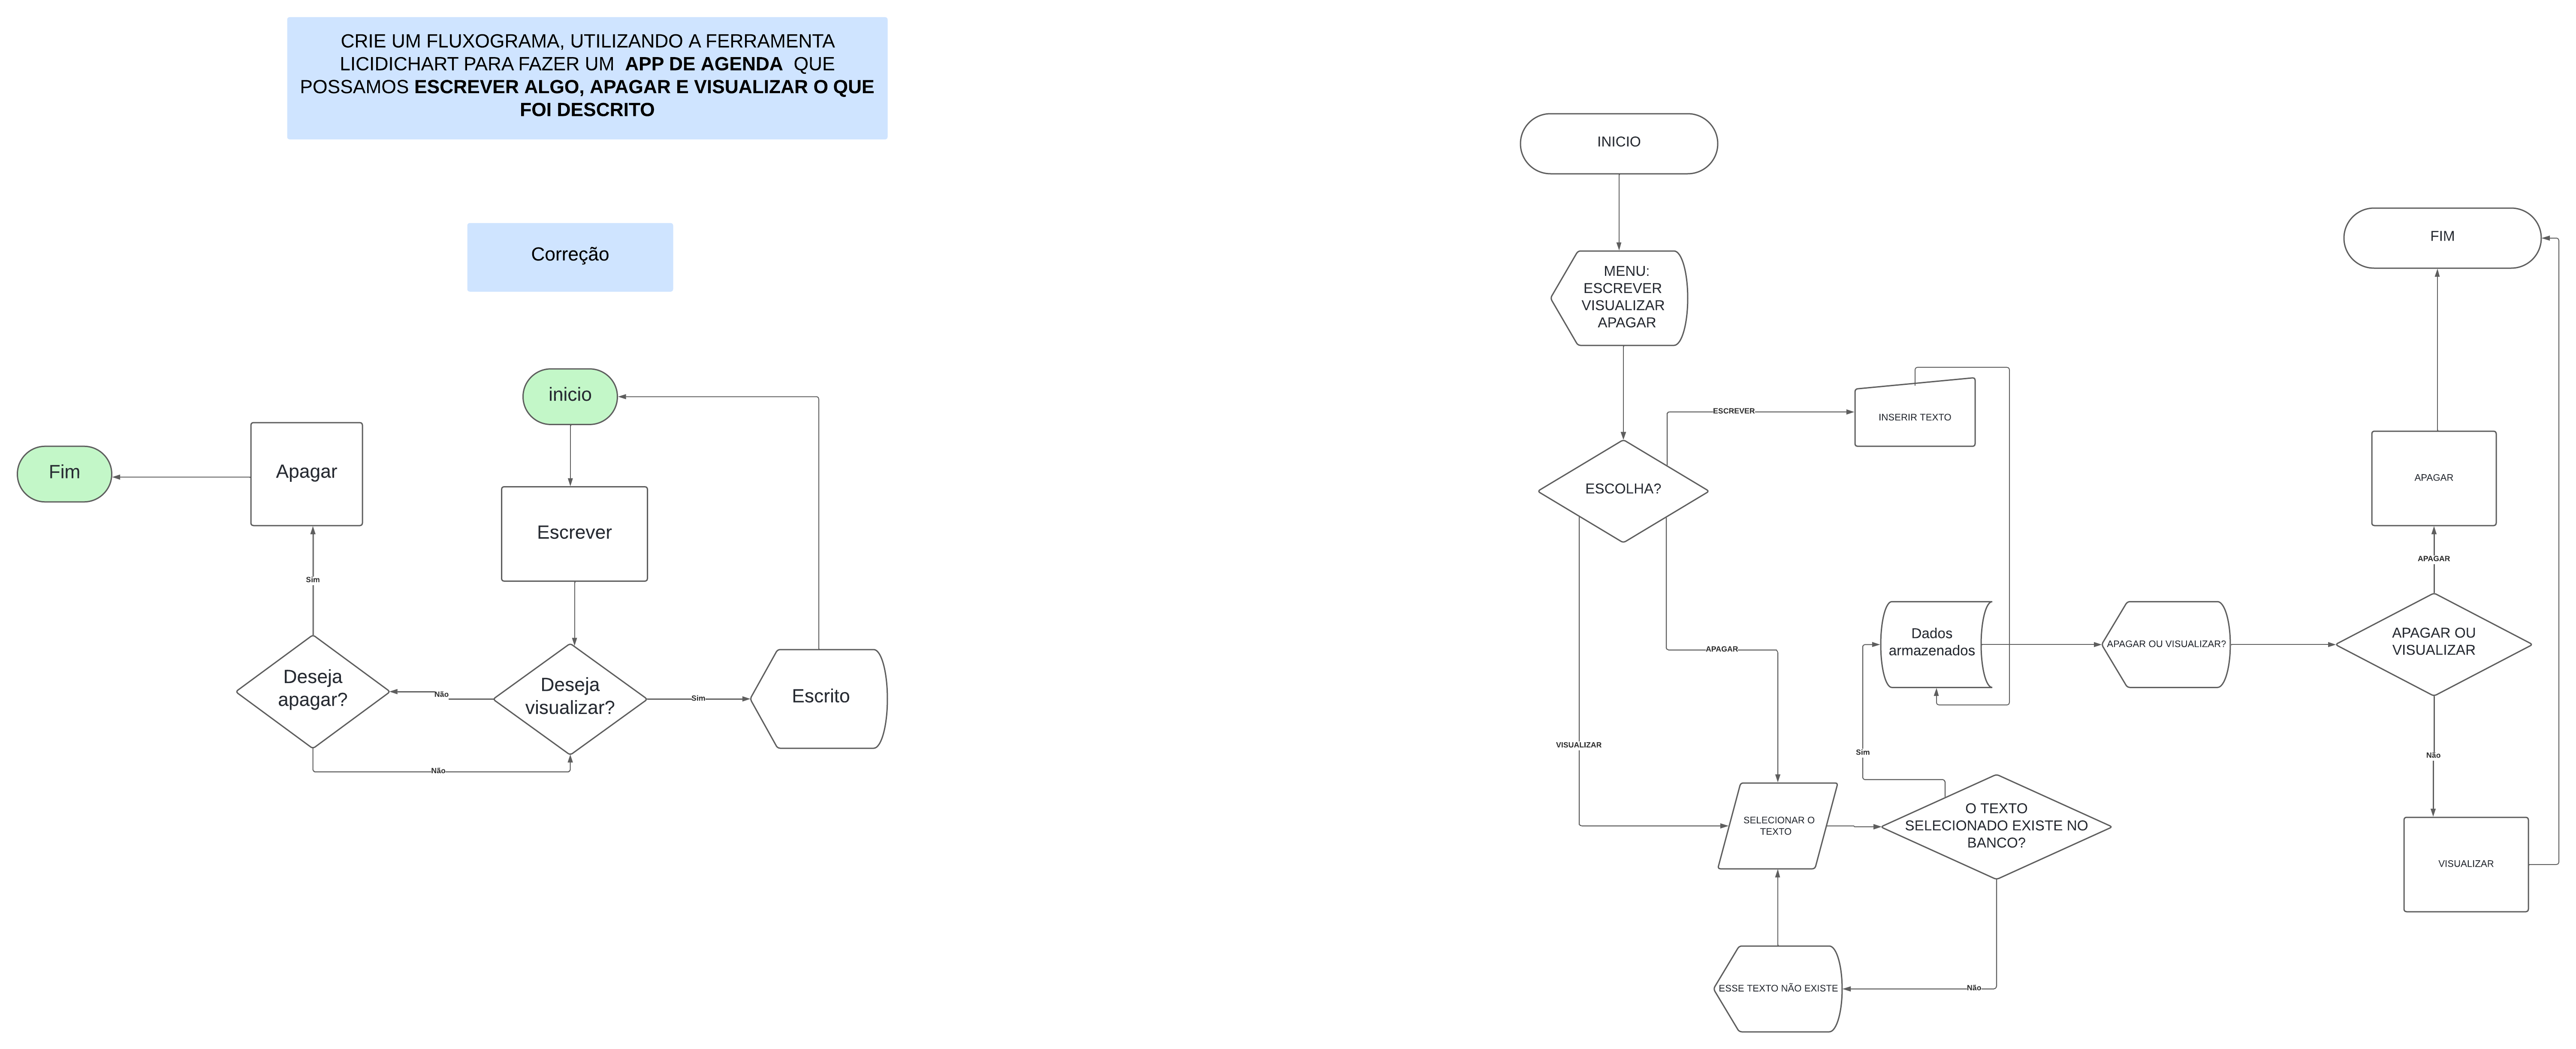 CRIE UM FLUXOGRAMA, UTILIZANDO A FERRAMENTA
LICIDICHART PARA FAZER UM APP DE AGENDA QUE
POSSAMOS ESCREVER ALGO, APAGAR E VISUALIZAR O QUE
FOI DESCRITO
Correção
inicio
Fim
Apagar
Escrever
Sim
Deseja
apagar?
Não
Deseja
visualizar?
Sim
Escrito
Não
INICIO
MENU:
ESCREVER
VISUALIZAR
APAGAR
ESCOLHA?
ESCREVER
INSERIR TEXTO
APAGAR
VISUALIZAR
SELECIONAR O
TEXTO
O TEXTO
SELECIONADO EXISTE NO
BANCO?
Sim
Não
ESSE TEXTO NÃO EXISTE
Dados
armazenados
APAGAR OU VISUALIZAR?
APAGAR OU
VISUALIZAR
APAGAR
APAGAR
FIM
Não
VISUALIZAR